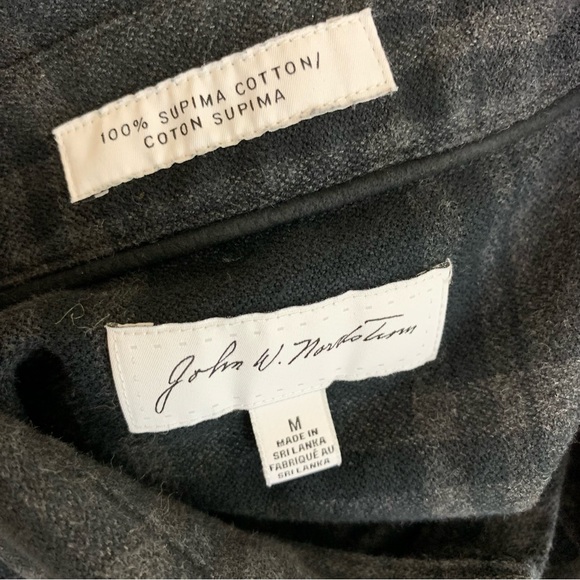 100% SUPIMA COTTON/
COTON SUPIMA
John W. Nordstrom
M
MADE IN
SRI LANKA
FABRIQUÉ AU
SRI LANKA